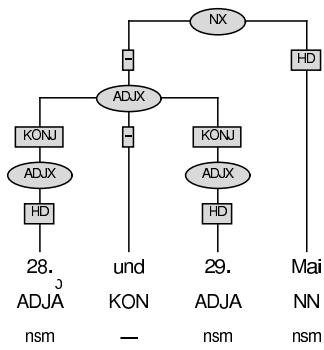 NX
– HD
ADJX
KONJ – KONJ
ADJX ADJX
HD HD
28. und 29. Mai
ADJA KON ADJA NN
J
nsm — nsm nsm